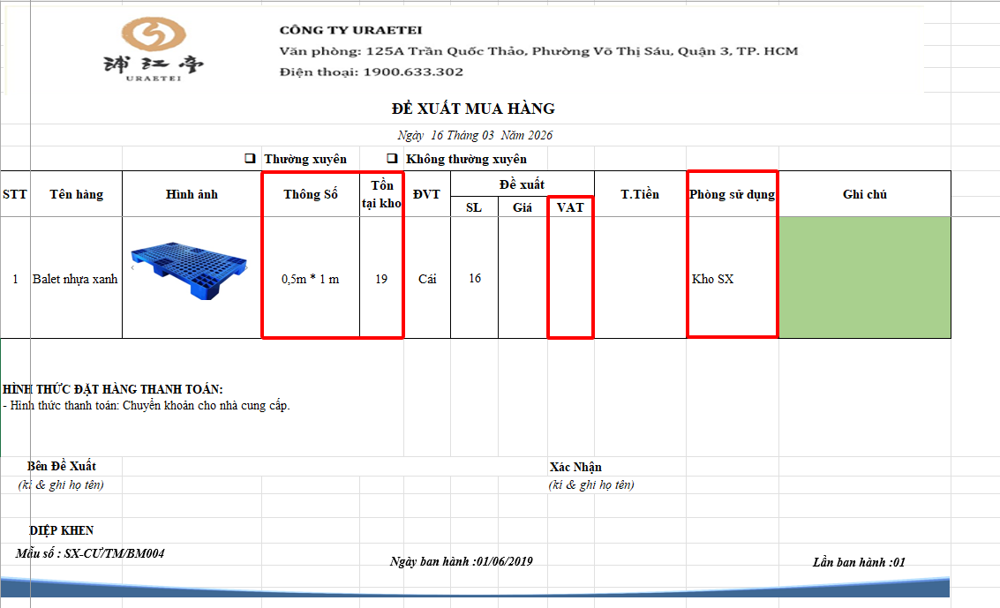 CÔNG TY URAETEI
Văn phòng: 125A Trần Quốc Thảo, Phường Võ Thị Sáu, Quận 3, TP. HCM
Điện thoại: 1900.633.302
浦江亭
URAETEI
ĐỀ XUẤT MUA HÀNG
Ngày 16 Tháng 03 Năm 2026
❑ Thường xuyên ❑ Không thường xuyên
STT Tên hàng Hình ảnh Thông Số Tồn tại kho ĐVT Đề xuất T.Tiền Phòng sử dụng Ghi chú
SL Giá VAT
1 Balet nhựa xanh 0,5m * 1 m 19 Cái 16 Kho SX
HÌNH THỨC ĐẶT HÀNG THANH TOÁN:
- Hình thức thanh toán: Chuyển khoản cho nhà cung cấp.
Bên Đề Xuất Xác Nhận
(kí & ghi họ tên) (kí & ghi họ tên)
DIỆP KHEN
Mẫu số : SX-CƯ/TM/BM004
Ngày ban hành :01/06/2019
Lần ban hành :01